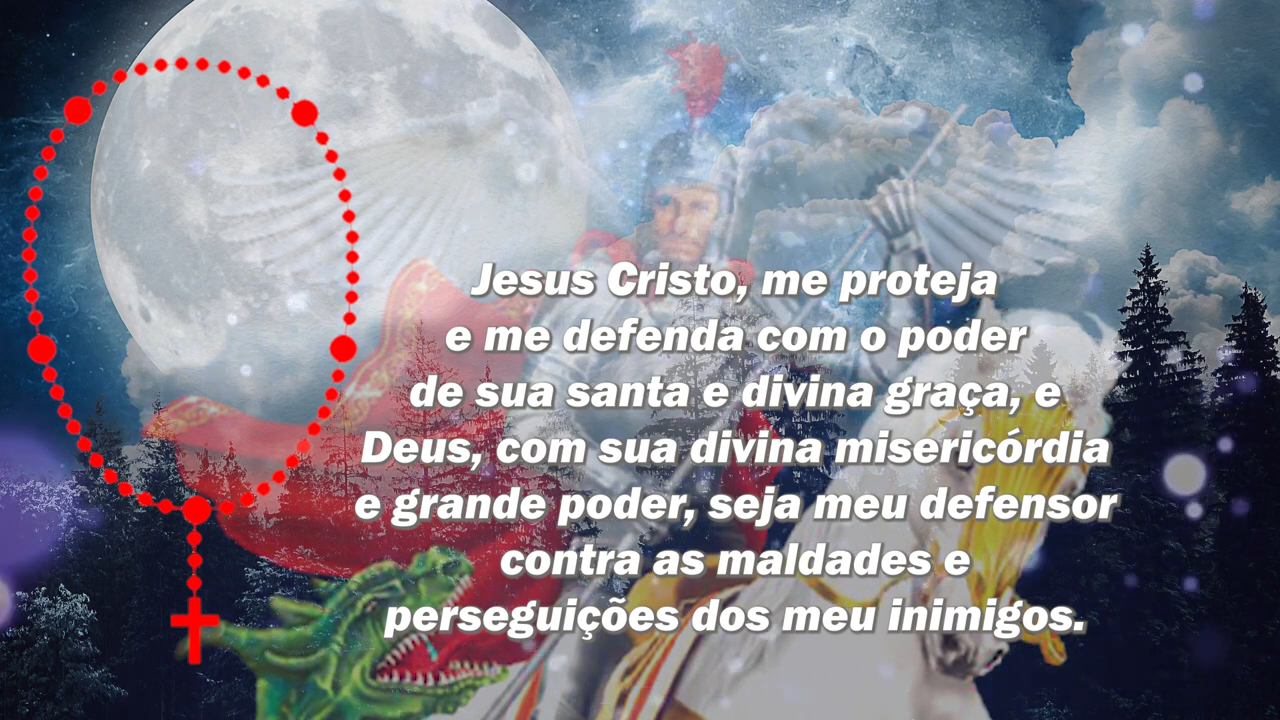 Jesus Cristo, me proteja
e me defenda com o poder
de sua santa e divina graça, e
Deus, com sua divina misericórdia
e grande poder, seja meu defensor
contra as maldades e
perseguições dos meu inimigos.